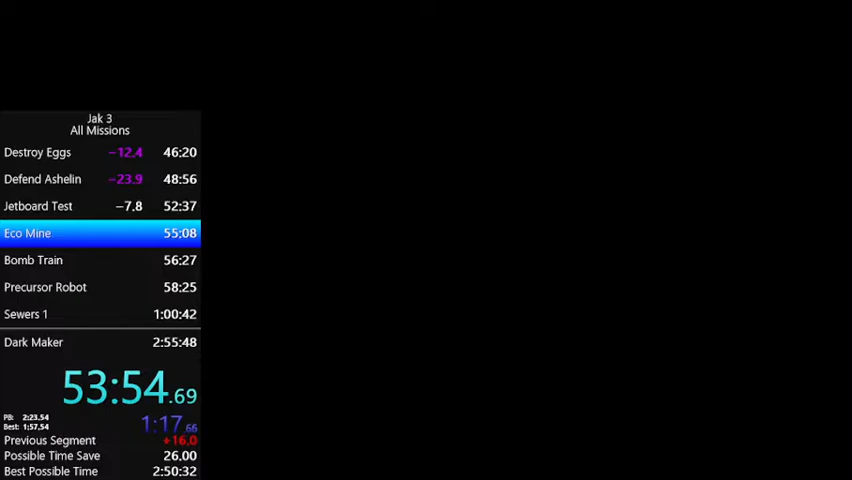 Jak 3
All Missions
Destroy Eggs −12.4 46:20
Defend Ashelin −23.9 48:56
Jetboard Test −7.8 52:37
Eco Mine 55:08
Bomb Train 56:27
Precursor Robot 58:25
Sewers 1 1:00:42
Dark Maker 2:55:48
53:54.69
PB: 2:23.54
Best: 1:57.54
1:17.66
Previous Segment +16.0
Possible Time Save 26.00
Best Possible Time 2:50:32